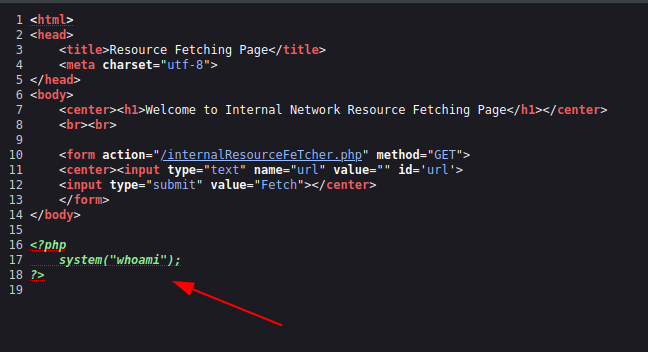 1 <html>
2 <head>
3     <title>Resource Fetching Page</title>
4     <meta charset="utf-8">
5 </head>
6 <body>
7     <center><h1>Welcome to Internal Network Resource Fetching Page</h1></center>
8     <br><br>
9
10     <form action="/internalResourceFeTcher.php" method="GET">
11     <center><input type="text" name="url" value="" id='url'>
12     <input type="submit" value="Fetch"></center>
13     </form>
14 </body>
15
16 <?php
17     system("whoami");
18 ?>
19